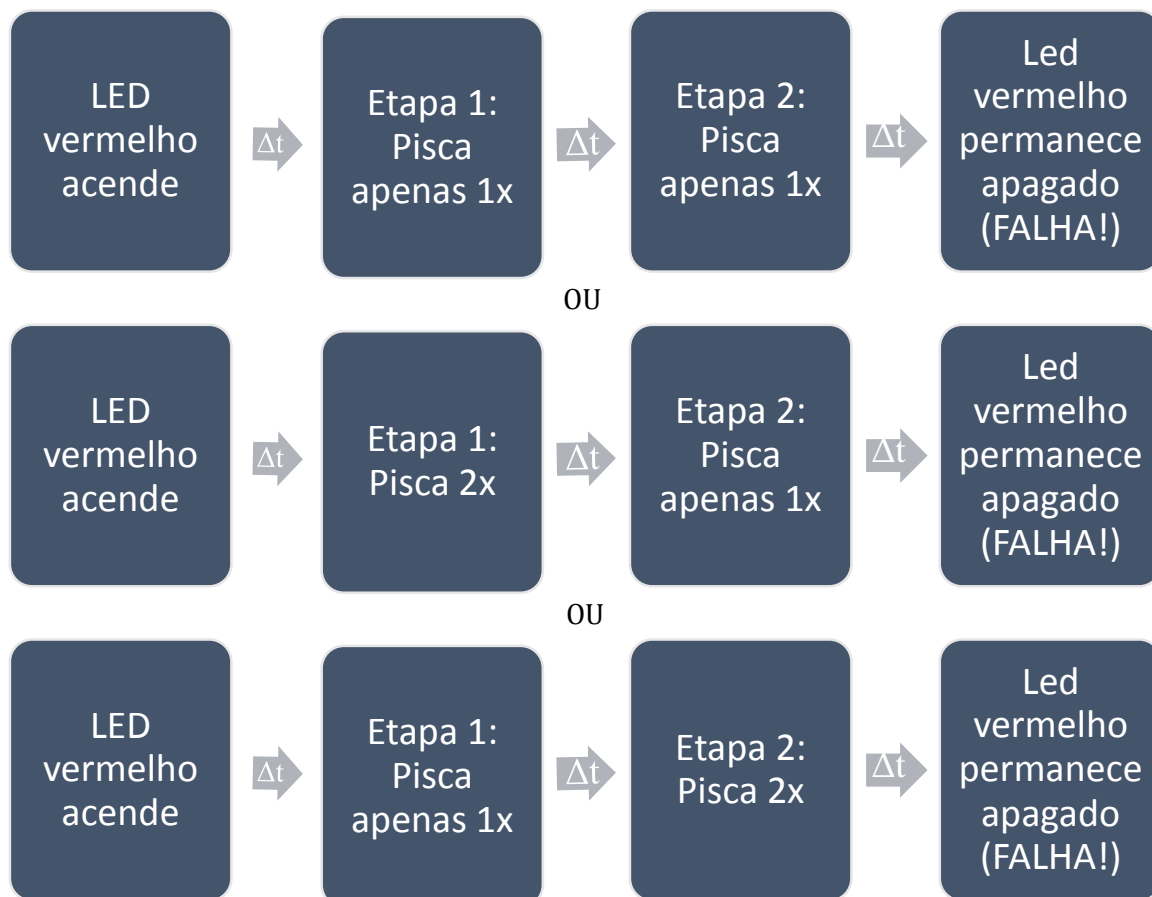 LED
vermelho
acende
Δt
Etapa 1:
Pisca
apenas 1x
Δt
Etapa 2:
Pisca
apenas 1x
Δt
Led
vermelho
permanece
apagado
(FALHA!)
OU
LED
vermelho
acende
Δt
Etapa 1:
Pisca 2x
Δt
Etapa 2:
Pisca
apenas 1x
Δt
Led
vermelho
permanece
apagado
(FALHA!)
OU
LED
vermelho
acende
Δt
Etapa 1:
Pisca
apenas 1x
Δt
Etapa 2:
Pisca 2x
Δt
Led
vermelho
permanece
apagado
(FALHA!)